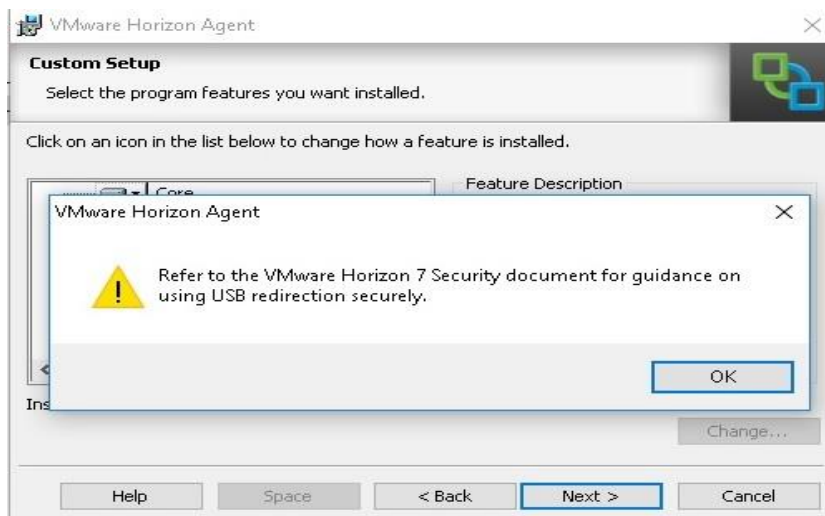 VMware Horizon Agent
Custom Setup
Select the program features you want installed.
Click on an icon in the list below to change how a feature is installed.
Core
Feature Description
VMware Horizon Agent
Refer to the VMware Horizon 7 Security document for guidance on
using USB redirection securely.
OK
Ins
Change...
Help
Space
< Back
Next >
Cancel